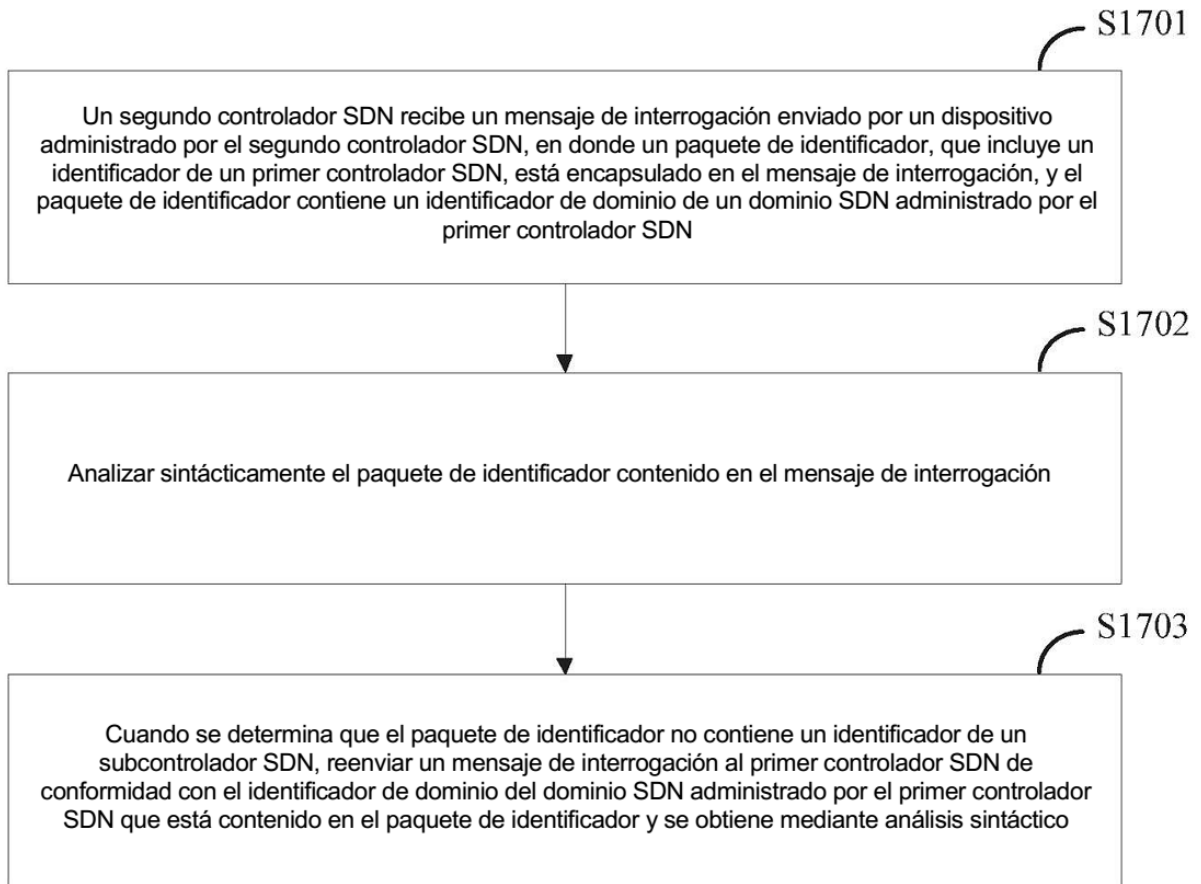 S1701
Un segundo controlador SDN recibe un mensaje de interrogación enviado por un dispositivo
administrado por el segundo controlador SDN, en donde un paquete de identificador, que incluye un
identificador de un primer controlador SDN, está encapsulado en el mensaje de interrogación, y el
paquete de identificador contiene un identificador de dominio de un dominio SDN administrado por el
primer controlador SDN
S1702
Analizar sintácticamente el paquete de identificador contenido en el mensaje de interrogación
S1703
Cuando se determina que el paquete de identificador no contiene un identificador de un
subcontrolador SDN, reenviar un mensaje de interrogación al primer controlador SDN de
conformidad con el identificador de dominio del dominio SDN administrado por el primer controlador
SDN que está contenido en el paquete de identificador y se obtiene mediante análisis sintáctico